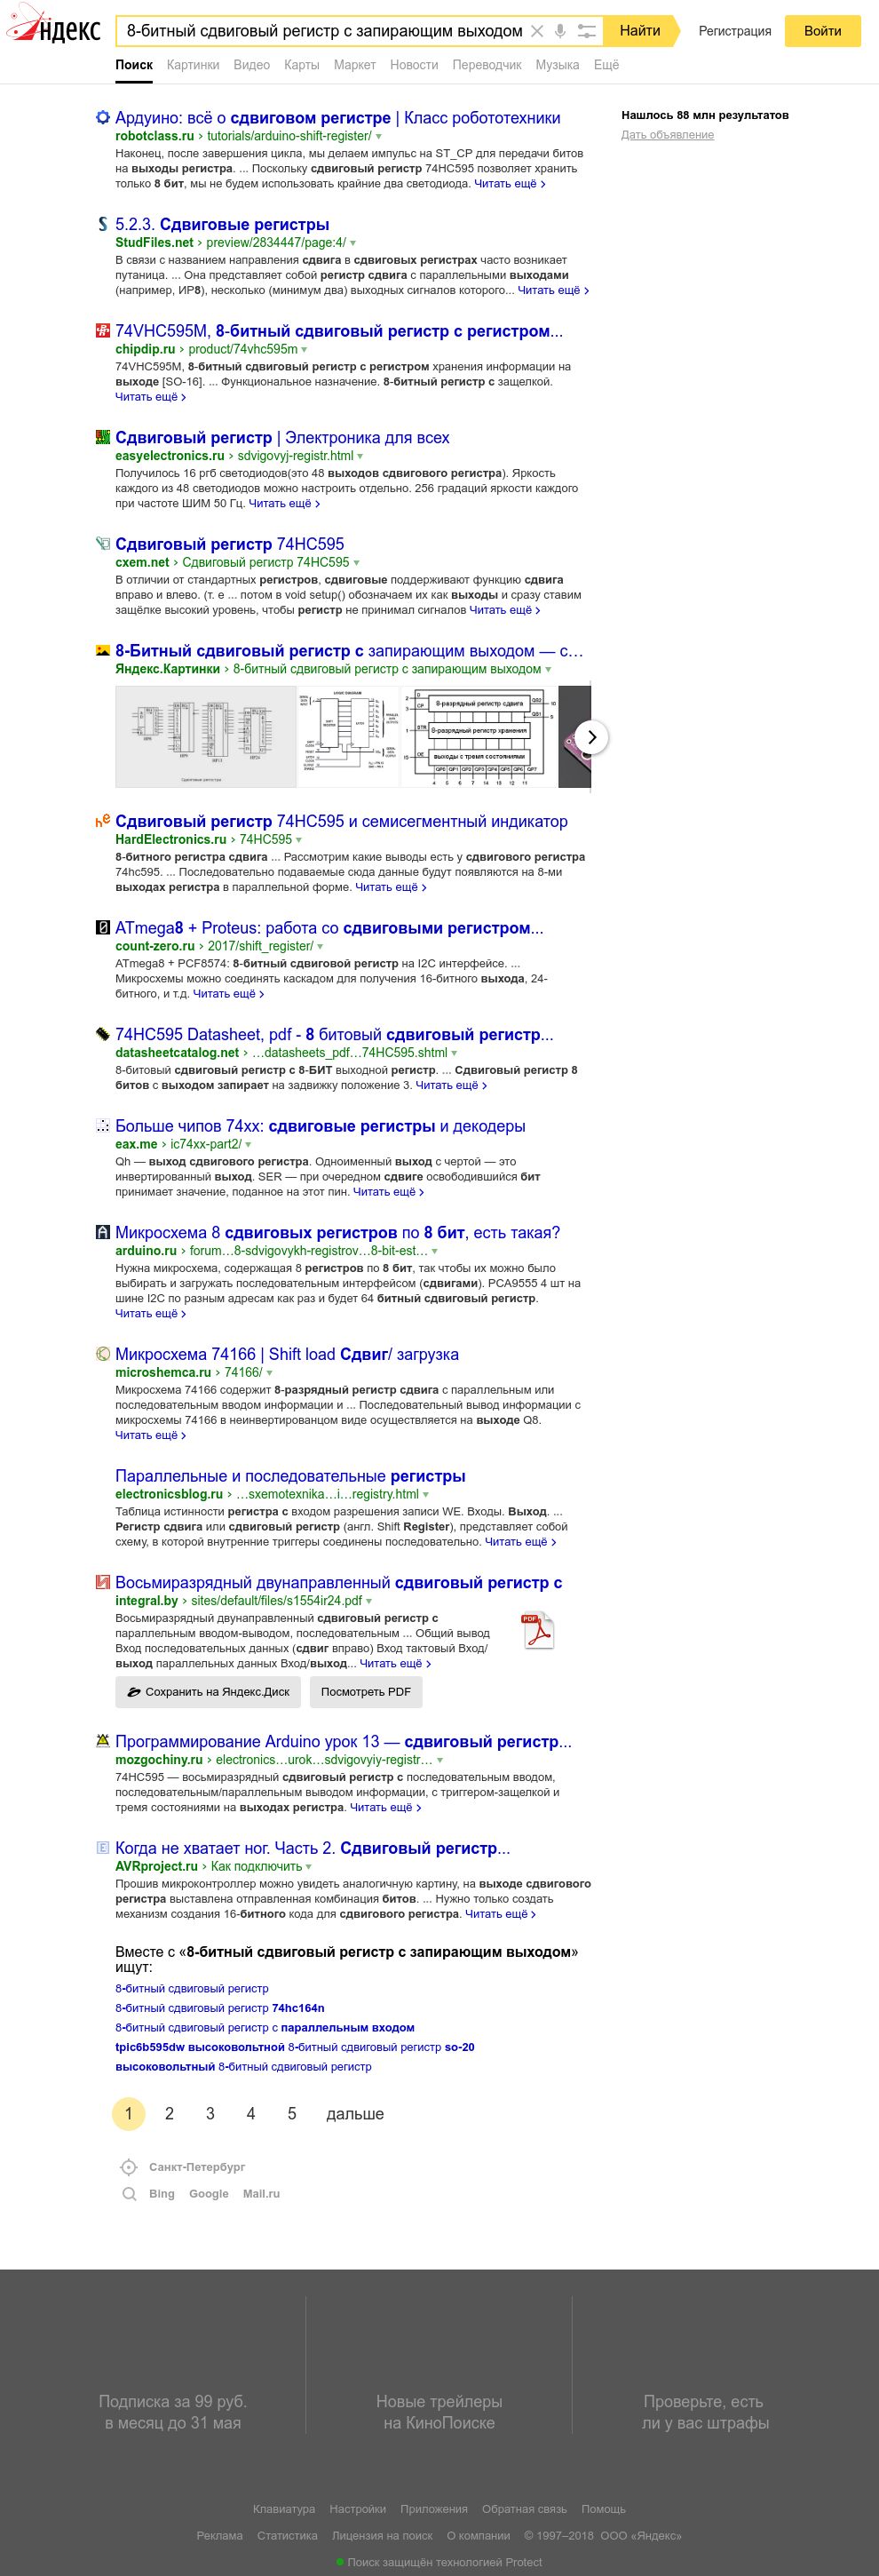 Яндекс
8-битный сдвиговый регистр с запирающим выходом
Найти
Регистрация
Войти
Поиск Картинки Видео Карты Маркет Новости Переводчик Музыка Ещё
Нашлось 88 млн результатов
Дать объявление
Ардуино: всё о сдвиговом регистре | Класс робототехники
robotclass.ru › tutorials/arduino-shift-register/
Наконец, после завершения цикла, мы делаем импульс на ST_CP для передачи битов
на выводы регистра. ... Поскольку сдвиговый регистр 74HC595 позволяет хранить
только 8 бит, мы не будем использовать крайние два светодиода. Читать ещё ›
5.2.3. Сдвиговые регистры
StudFiles.net › preview/2834447/page:4/
В связи с названием направления сдвига в сдвиговых регистрах часто возникает
путаница. ... Она представляет собой регистр сдвига с параллельными выходами
(например, ИР8), несколько (минимум два) выходных сигналов которого... Читать ещё ›
74VHC595M, 8-битный сдвиговый регистр с регистром...
chipdip.ru › product/74vhc595m
74VHC595M, 8-битный сдвиговый регистр с регистром хранения информации на
выходе [SO-16]. ... Функциональное назначение. 8-битный регистр с защелкой.
Читать ещё ›
Сдвиговый регистр | Электроника для всех
easyelectronics.ru › sdvigovyj-registr.html
Получилось 16 ргб светодиодов(это 48 выходов сдвигового регистра). Яркость
каждого из 48 светодиодов можно настроить отдельно. 256 градаций яркости каждого
при частоте ШИМ 50 Гц. Читать ещё ›
Сдвиговый регистр 74HC595
cxem.net › Сдвиговый регистр 74HC595
В отличии от стандартных регистров, сдвиговые поддерживают функцию сдвига
вправо и влево. (т. е ... потом в void setup() обозначаем их как выходы и сразу ставим
защёлке высокий уровень, чтобы регистр не принимал сигналов Читать ещё ›
8-Битный сдвиговый регистр с запирающим выходом — с...
Яндекс.Картинки › 8-битный сдвиговый регистр с запирающим выходом
8-разрядный регистр сдвига
8-разрядный регистр хранения
выходы с тремя состояниями
Сдвиговый регистр 74HC595 и семисегментный индикатор
HardElectronics.ru › 74HC595
8-битного регистра сдвига ... Рассмотрим какие выводы есть у сдвигового регистра
74hc595. ... Последовательно подаваемые сюда данные будут появляются на 8-ми
выходах регистра в параллельной форме. Читать ещё ›
ATmega8 + Proteus: работа со сдвиговыми регистром...
count-zero.ru › 2017/shift_register/
ATmega8 + PCF8574: 8-битный сдвиговой регистр на I2C интерфейсе. ...
Микросхемы можно соединять каскадом для получения 16-битного выхода, 24-
битного, и т.д. Читать ещё ›
74HC595 Datasheet, pdf - 8 битовый сдвиговый регистр...
datasheetcatalog.net › …datasheets_pdf…74HC595.shtml
8-битовый сдвиговый регистр с 8-БИТ выходной регистр. ... Сдвиговый регистр 8
битов с выходом запирает на задвижку положение 3. Читать ещё ›
Больше чипов 74xx: сдвиговые регистры и декодеры
eax.me › ic74xx-part2/
Qh — выход сдвигового регистра. Одноименный выход с чертой — это
инвертированный выход. SER — при очередном сдвиге освободившийся бит
принимает значение, поданное на этот пин. Читать ещё ›
Микросхема 8 сдвиговых регистров по 8 бит, есть такая?
arduino.ru › forum…8-sdvigovykh-registrov…8-bit-est…
Нужна микросхема, содержащая 8 регистров по 8 бит, так чтобы их можно было
выбирать и загружать последовательным интерфейсом (сдвигами). PCA9555 4 шт на
шине I2C по разным адресам как раз и будет 64 битный сдвиговый регистр.
Читать ещё ›
Микросхема 74166 | Shift load Сдвиг/ загрузка
microshemca.ru › 74166/
Микросхема 74166 содержит 8-разрядный регистр сдвига с параллельным или
последовательным вводом информации и ... Последовательный вывод информации с
микросхемы 74166 в неинвертированцом виде осуществляется на выходе Q8.
Читать ещё ›
Параллельные и последовательные регистры
electronicsblog.ru › …sxemotexnika…i…registry.html
Таблица истинности регистра с входом разрешения записи WE. Входы. Выход. ...
Регистр сдвига или сдвиговый регистр (англ. Shift Register), представляет собой
схему, в которой внутренние триггеры соединены последовательно. Читать ещё ›
Восьмиразрядный двунаправленный сдвиговый регистр с
integral.by › sites/default/files/s1554ir24.pdf
Восьмиразрядный двунаправленный сдвиговый регистр с
параллельным вводом-выводом, последовательным ... Общий вывод
Вход последовательных данных (сдвиг вправо) Вход тактовый Вход/
выход параллельных данных Вход/выход... Читать ещё ›
PDF
Сохранить на Яндекс.Диск
Посмотреть PDF
Программирование Arduino урок 13 — сдвиговый регистр...
mozgochiny.ru › electronics…urok…sdvigovyiy-registr…
74HC595 — восьмиразрядный сдвиговый регистр с последовательным вводом,
последовательным/параллельным выводом информации, с триггером-защелкой и
тремя состояниями на выходах регистра. Читать ещё ›
Когда не хватает ног. Часть 2. Сдвиговый регистр...
AVRproject.ru › Как подключить
Прошив микроконтроллер можно увидеть аналогичную картину, на выходе сдвигового
регистра выставлена отправленная комбинация битов. ... Нужно только создать
механизм создания 16-битного кода для сдвигового регистра. Читать ещё ›
Вместе с «8-битный сдвиговый регистр с запирающим выходом»
ищут:
8-битный сдвиговый регистр
8-битный сдвиговый регистр 74hc164n
8-битный сдвиговый регистр с параллельным входом
tpic6b595dw высоковольтной 8-битный сдвиговый регистр so-20
высоковольтный 8-битный сдвиговый регистр
1 2 3 4 5 дальше
Санкт-Петербург
Bing Google Mail.ru
Подписка за 99 руб.
в месяц до 31 мая
Новые трейлеры
на КиноПоиске
Проверьте, есть
ли у вас штрафы
Клавиатура Настройки Приложения Обратная связь Помощь
Реклама Статистика Лицензия на поиск О компании © 1997–2018 ООО «Яндекс»
Поиск защищён технологией Protect